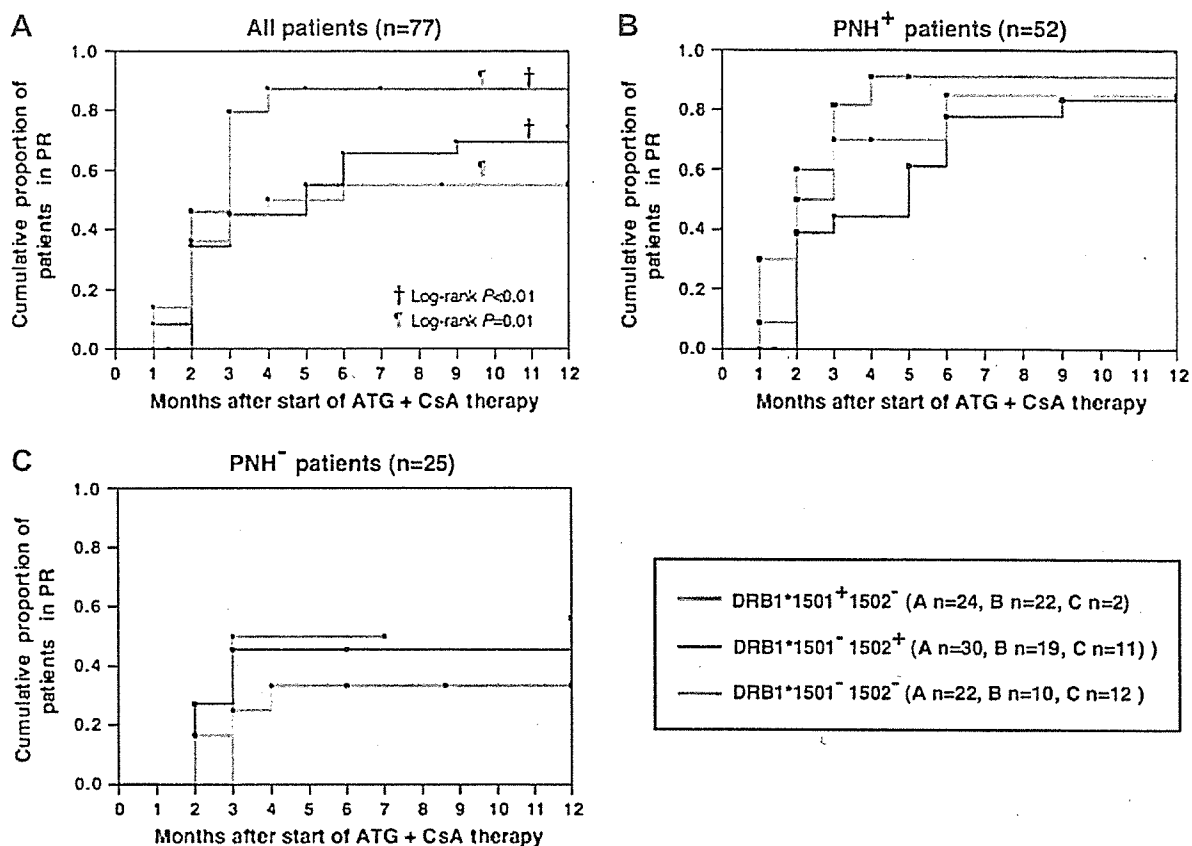 A
All patients (n=77)
Cumulative proportion of
patients in PR
1.0
0.8
0.6
0.4
0.2
0.0
¶ †
†
¶
† Log-rank P<0.01
¶ Log-rank P=0.01
0 1 2 3 4 5 6 7 8 9 10 11 12
Months after start of ATG + CsA therapy
B
PNH+ patients (n=52)
Cumulative proportion of
patients in PR
1.0
0.8
0.6
0.4
0.2
0.0
0 1 2 3 4 5 6 7 8 9 10 11 12
Months after start of ATG + CsA therapy
C
PNH- patients (n=25)
Cumulative proportion of
patients in PR
1.0
0.8
0.6
0.4
0.2
0.0
0 1 2 3 4 5 6 7 8 9 10 11 12
Months after start of ATG + CsA therapy
DRB1*1501+1502- (A n=24, B n=22, C n=2)
DRB1*1501- 1502+ (A n=30, B n=19, C n=11) )
DRB1*1501- 1502- (A n=22, B n=10, C n=12 )